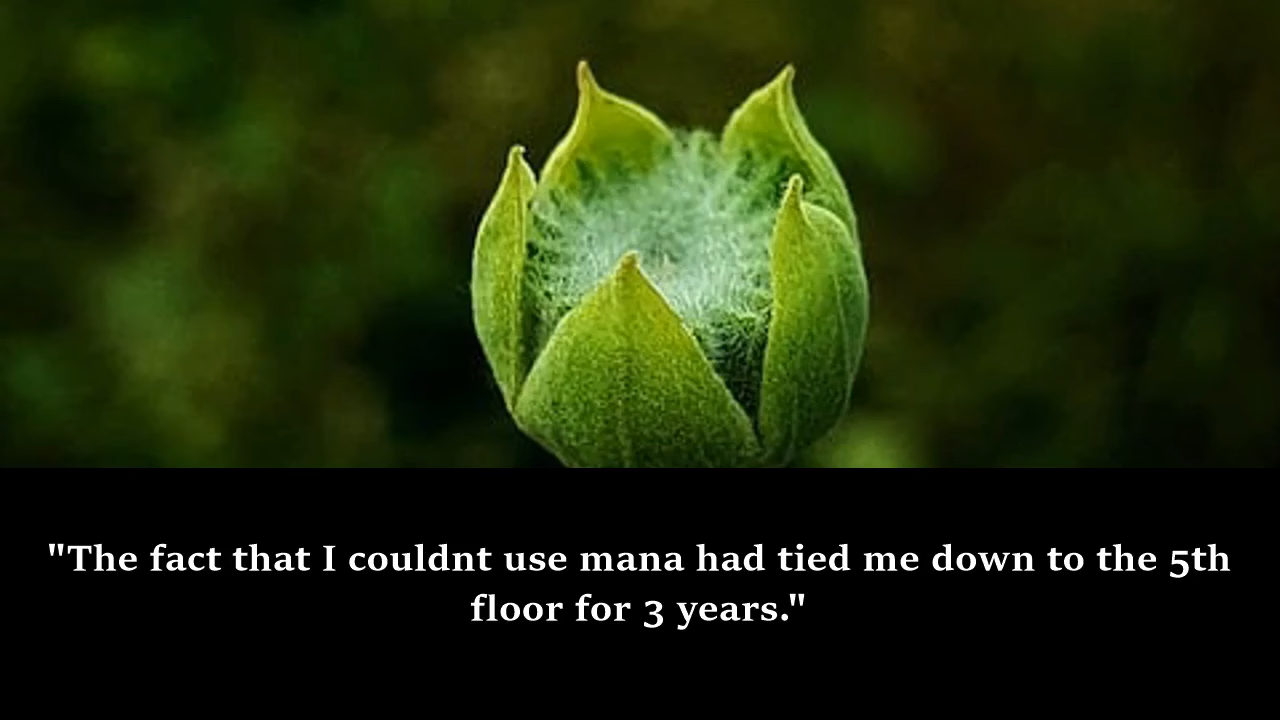 "The fact that I couldnt use mana had tied me down to the 5th
floor for 3 years."